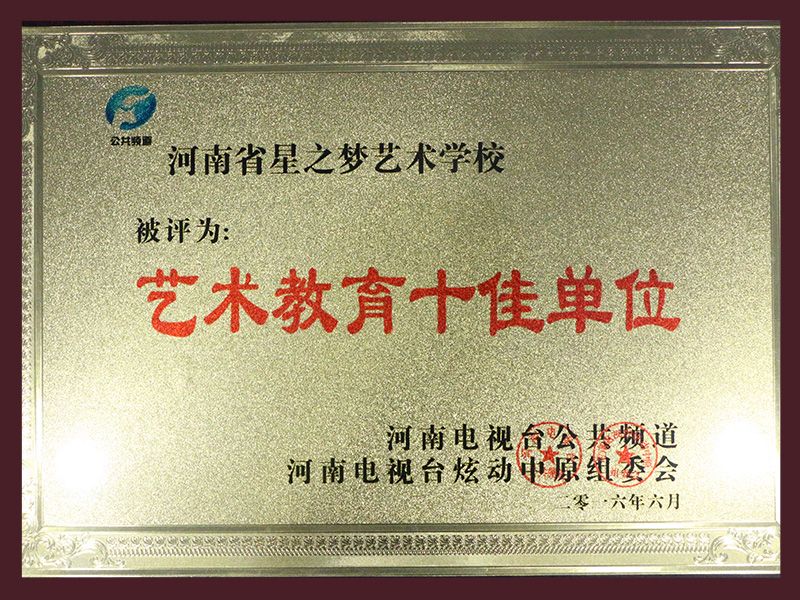 公共频道
河南省星之梦艺术学校
被评为:
艺术教育十佳单位
河南电视台公共频道
河南电视台炫动中原组委会
二零一六年六月